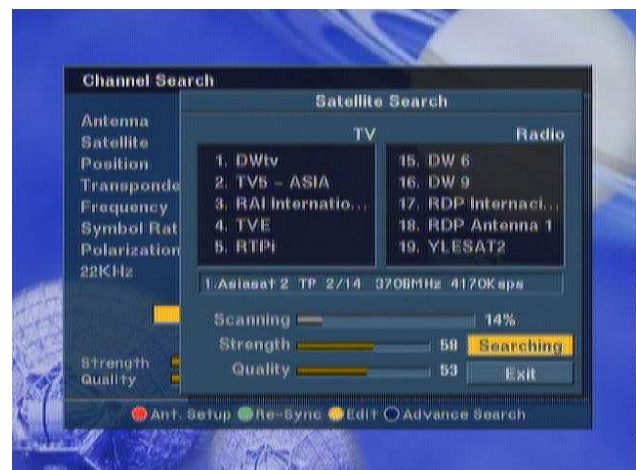 Channel Search
Satellite Search
Antenna
Satellite
Position
Transponde
Frequency
Symbol Rat
Polarization
22KHz
TV
1. DWtv
2. TV5 - ASIA
3. RAI Internatio...
4. TVE
5. RTPi
Radio
15. DW 6
16. DW 9
17. RDP Internaci...
18. RDP Antenna 1
19. YLESAT2
1.Asiasat 2 TP 2/14 3706MHz 4170Ksps
Scanning 14%
Strength 58 Searching
Quality 53 Exit
Strength
Quality
Ant. Setup Re-Sync Edit Advance Search